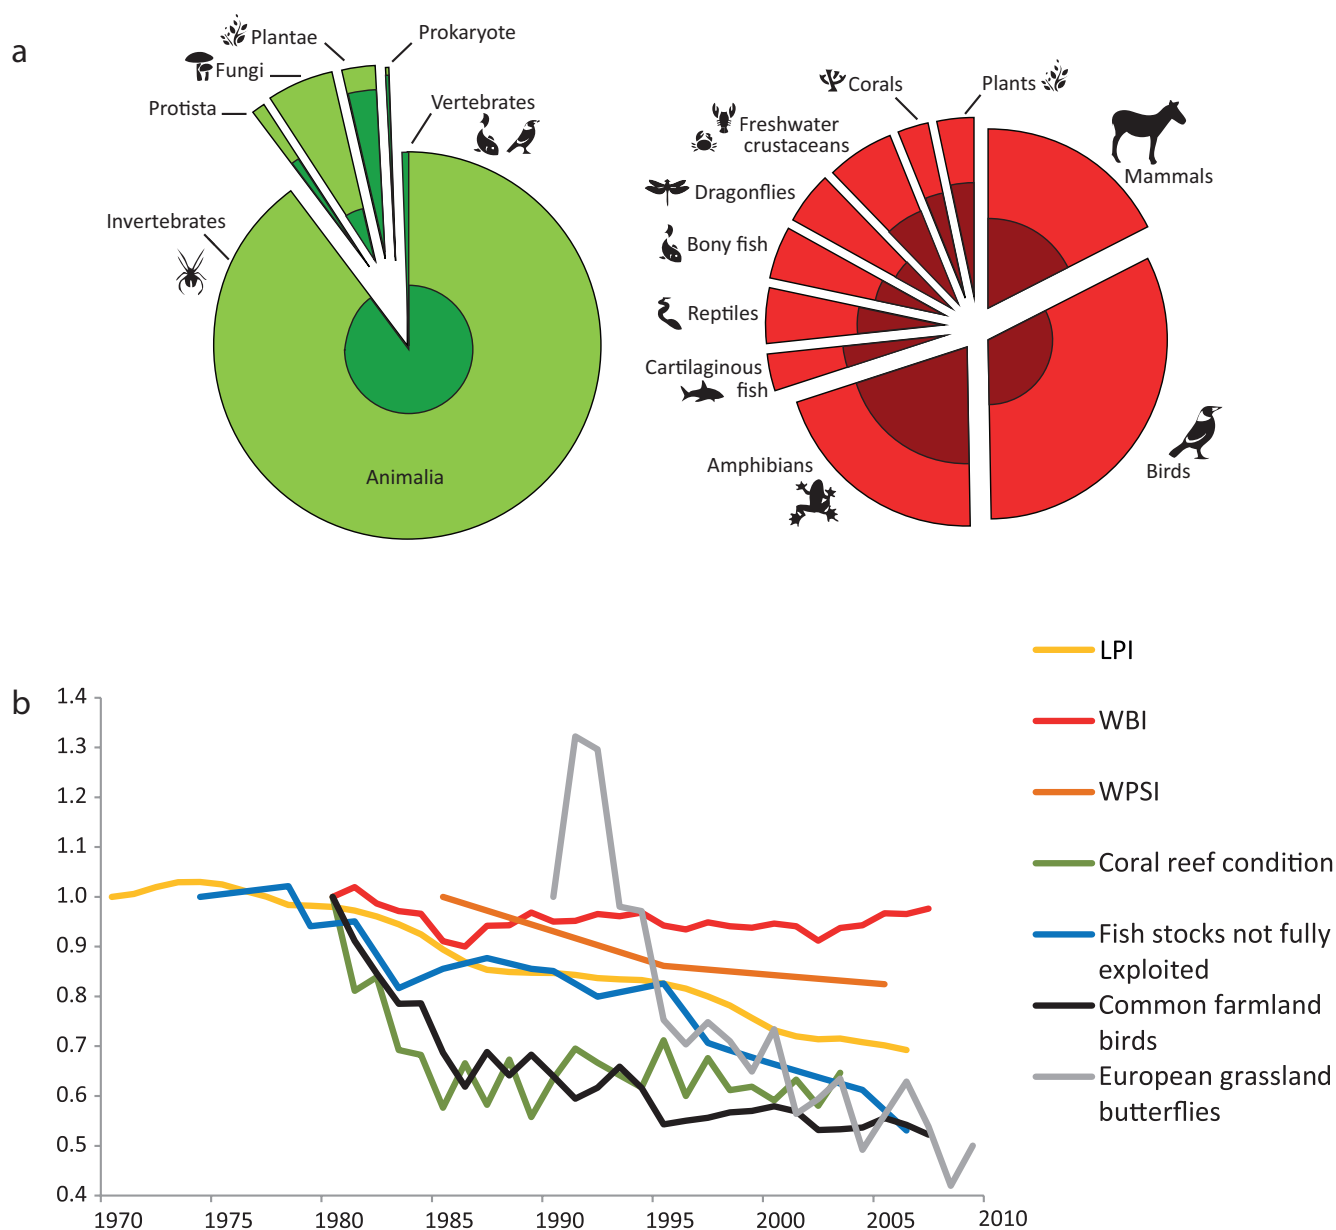 a
Plantae
Prokaryote
Fungi
Protista
Vertebrates
Invertebrates
Animalia
Corals
Plants
Freshwater
crustaceans
Mammals
Dragonflies
Bony fish
Reptiles
Cartilaginous
fish
Amphibians
Birds
b
1.4
1.3
1.2
1.1
1.0
0.9
0.8
0.7
0.6
0.5
0.4
1970
1975
1980
1985
1990
1995
2000
2005
2010
LPI
WBI
WPSI
Coral reef condition
Fish stocks not fully
exploited
Common farmland
birds
European grassland
butterflies